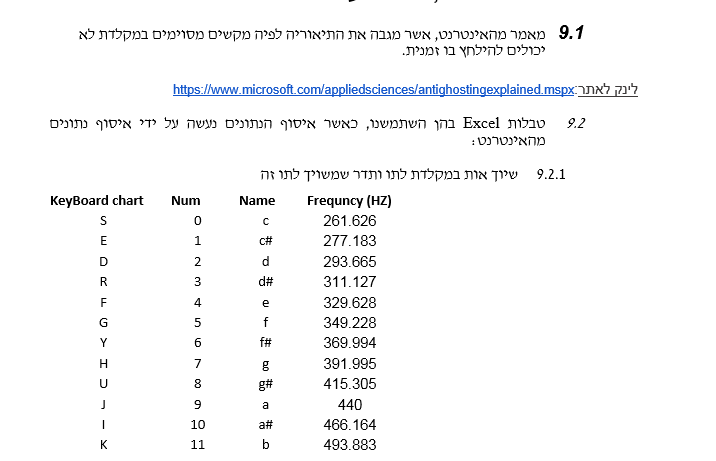 9.1 מאמר מהאינטרנט, אשר מגבה את התיאוריה לפיה מקשים מסוימים במקלדת לא
יכולים להילחץ בו זמנית.
לינק לאתר:https://www.microsoft.com/appliedsciences/antighostingexplained.mspx
9.2 טבלות Excel בהן השתמשנו, כאשר איסוף הנתונים נעשה על ידי איסוף נתונים
מהאינטרנט:
9.2.1 שיוך אות במקלדת לתו ותדר שמשויך לתו זה
KeyBoard chart Num Name Frequncy (HZ)
S 0 c 261.626
E 1 c# 277.183
D 2 d 293.665
R 3 d# 311.127
F 4 e 329.628
G 5 f 349.228
Y 6 f# 369.994
H 7 g 391.995
U 8 g# 415.305
J 9 a 440
I 10 a# 466.164
K 11 b 493.883